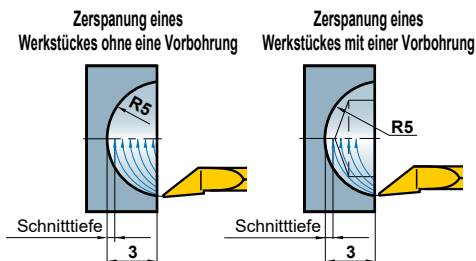 Zerspanung eines
Werkstückes ohne eine Vorbohrung
Zerspanung eines
Werkstückes mit einer Vorbohrung
R5
Schnitttiefe
3
R5
Schnitttiefe
3